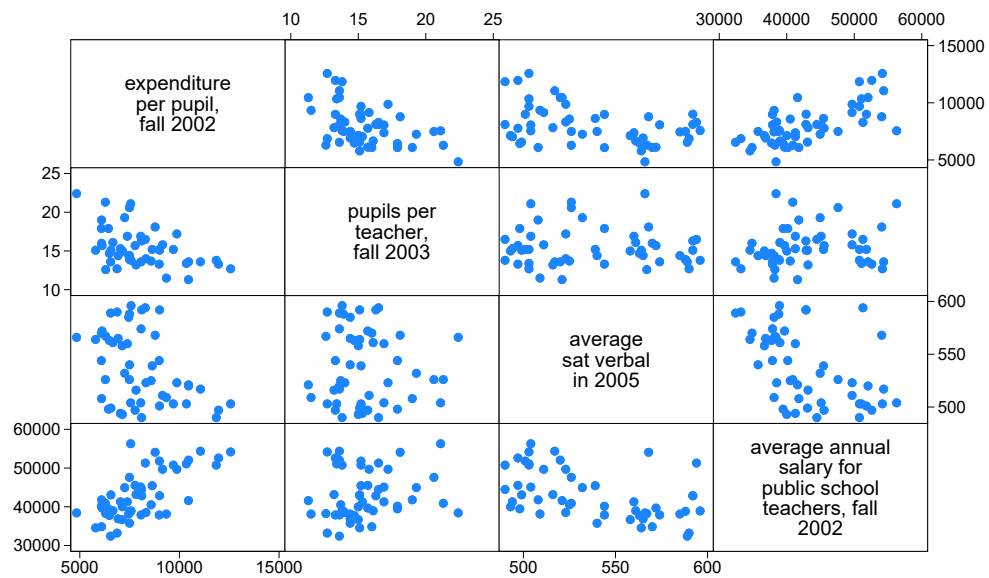 10 15 20 25 30000 40000 50000 60000
expenditure
per pupil,
fall 2002
15000
10000
5000
25
20
15
10
pupils per
teacher,
fall 2003
average
sat verbal
in 2005
600
550
500
60000
50000
40000
30000
average annual
salary for
public school
teachers, fall
2002
5000 10000 15000 500 550 600